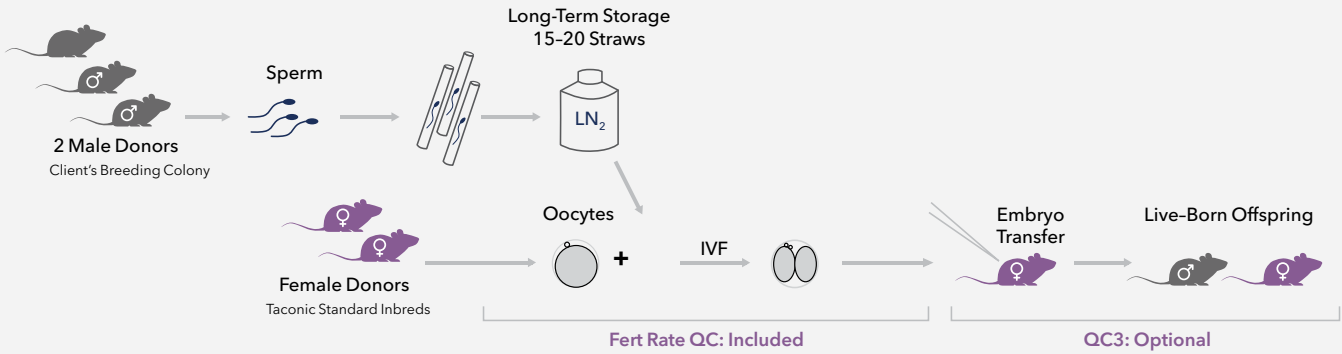 Long-Term Storage
15–20 Straws
Sperm
LN2
2 Male Donors
Client's Breeding Colony
Oocytes
+
IVF
Embryo
Transfer
Live–Born Offspring
Female Donors
Taconic Standard Inbreds
Fert Rate QC: Included
QC3: Optional